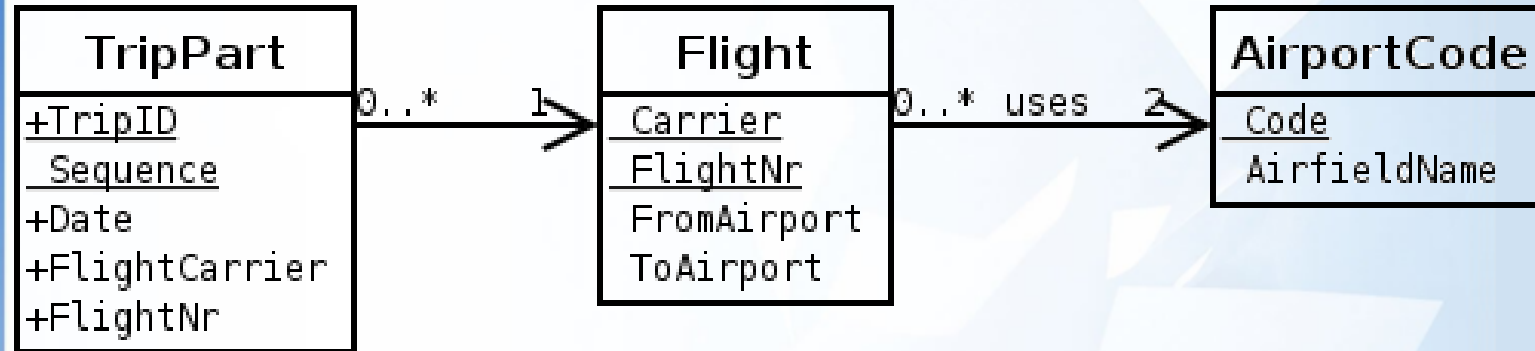 TripPart
+TripID
Sequence
+Date
+FlightCarrier
+FlightNr
0..* 1
Flight
Carrier
FlightNr
FromAirport
ToAirport
0..* uses 2
AirportCode
Code
AirfieldName